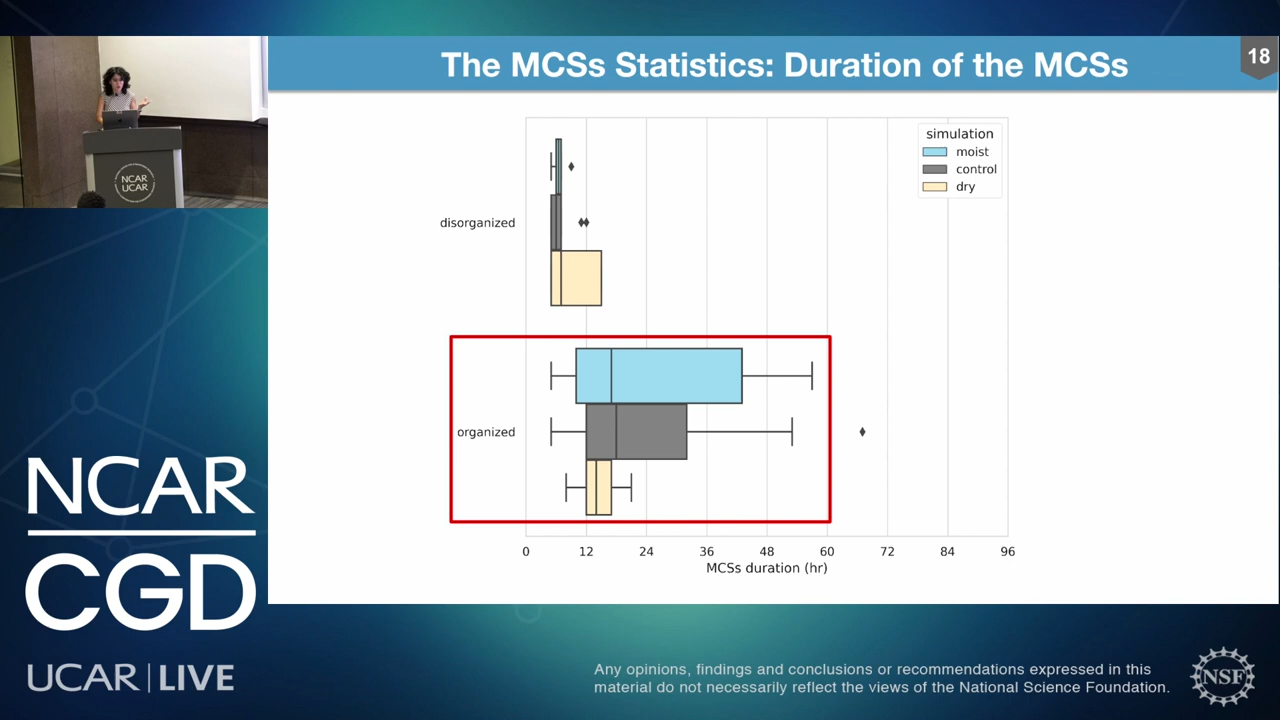 The MCSs Statistics: Duration of the MCSs
18
NCAR
UCAR
simulation
moist
control
dry
disorganized
organized
0 12 24 36 48 60 72 84 96
MCSs duration (hr)
NCAR
CGD
UCAR | LIVE
Any opinions, findings and conclusions or recommendations expressed in this
material do not necessarily reflect the views of the National Science Foundation.
NSF